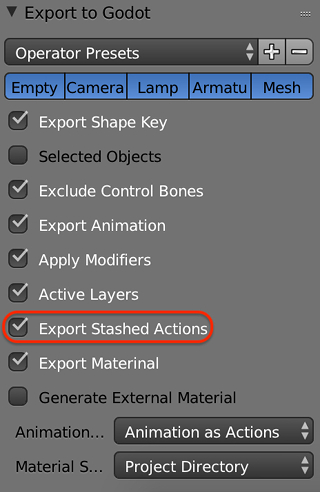 Export to Godot
Operator Presets
Empty Camera Lamp Armatu Mesh
Export Shape Key
Selected Objects
Exclude Control Bones
Export Animation
Apply Modifiers
Active Layers
Export Stashed Actions
Export Materinal
Generate External Material
Animation... Animation as Actions
Material S... Project Directory